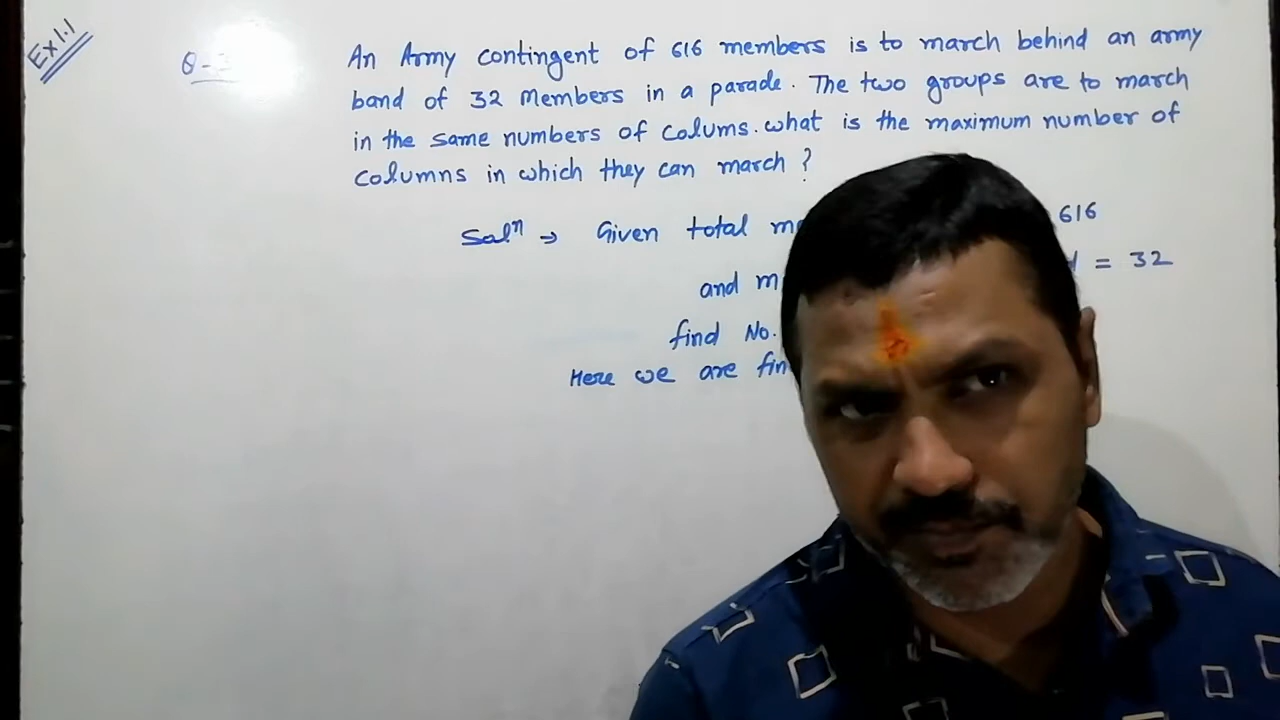 Ex 1.1
Q-
An Army contingent of 616 members is to march behind an army
band of 32 Members in a parade. The two groups are to march
in the same numbers of Colums. what is the maximum number of
Columns in which they can march ?
Solⁿ → Given total 616
and = 32
find No.
Here we are